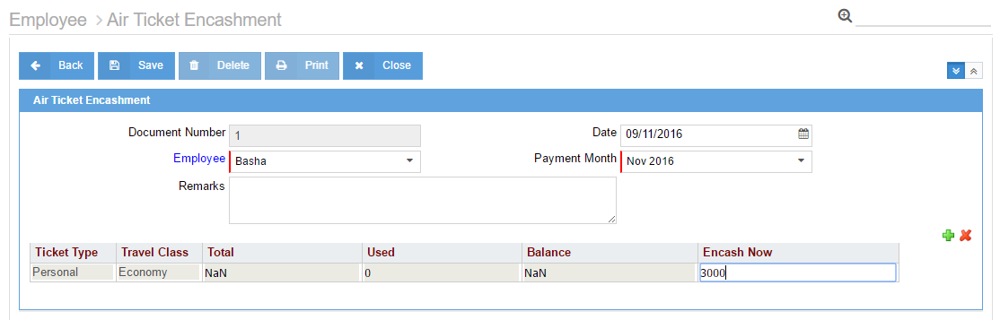 Employee > Air Ticket Encashment
Back Save Delete Print Close
Air Ticket Encashment
Document Number 1 Date 09/11/2016
Employee Basha Payment Month Nov 2016
Remarks
Ticket Type Travel Class Total Used Balance Encash Now
Personal Economy NaN 0 NaN 3000